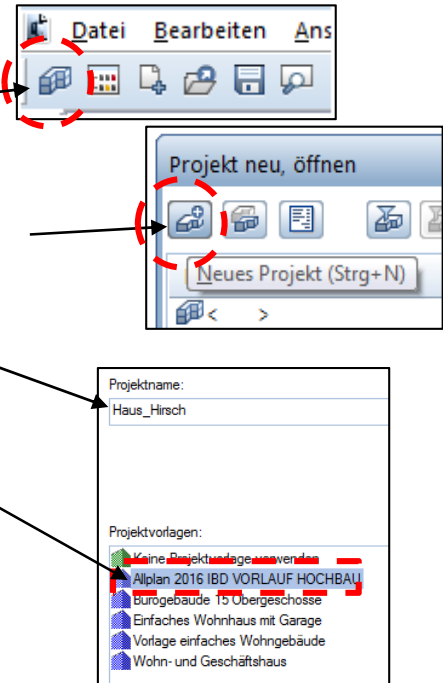 Datei Bearbeiten Ans
Projekt neu, öffnen
Neues Projekt (Strg+N)
< >
Projektname:
Haus_Hirsch
Projektvorlagen:
Keine Projektvorlage verwenden
Allplan 2016 IBD VORLAUF HOCHBAU
Bürogebäude 15 Obergeschosse
Einfaches Wohnhaus mit Garage
Vorlage einfaches Wohngebäude
Wohn- und Geschäftshaus